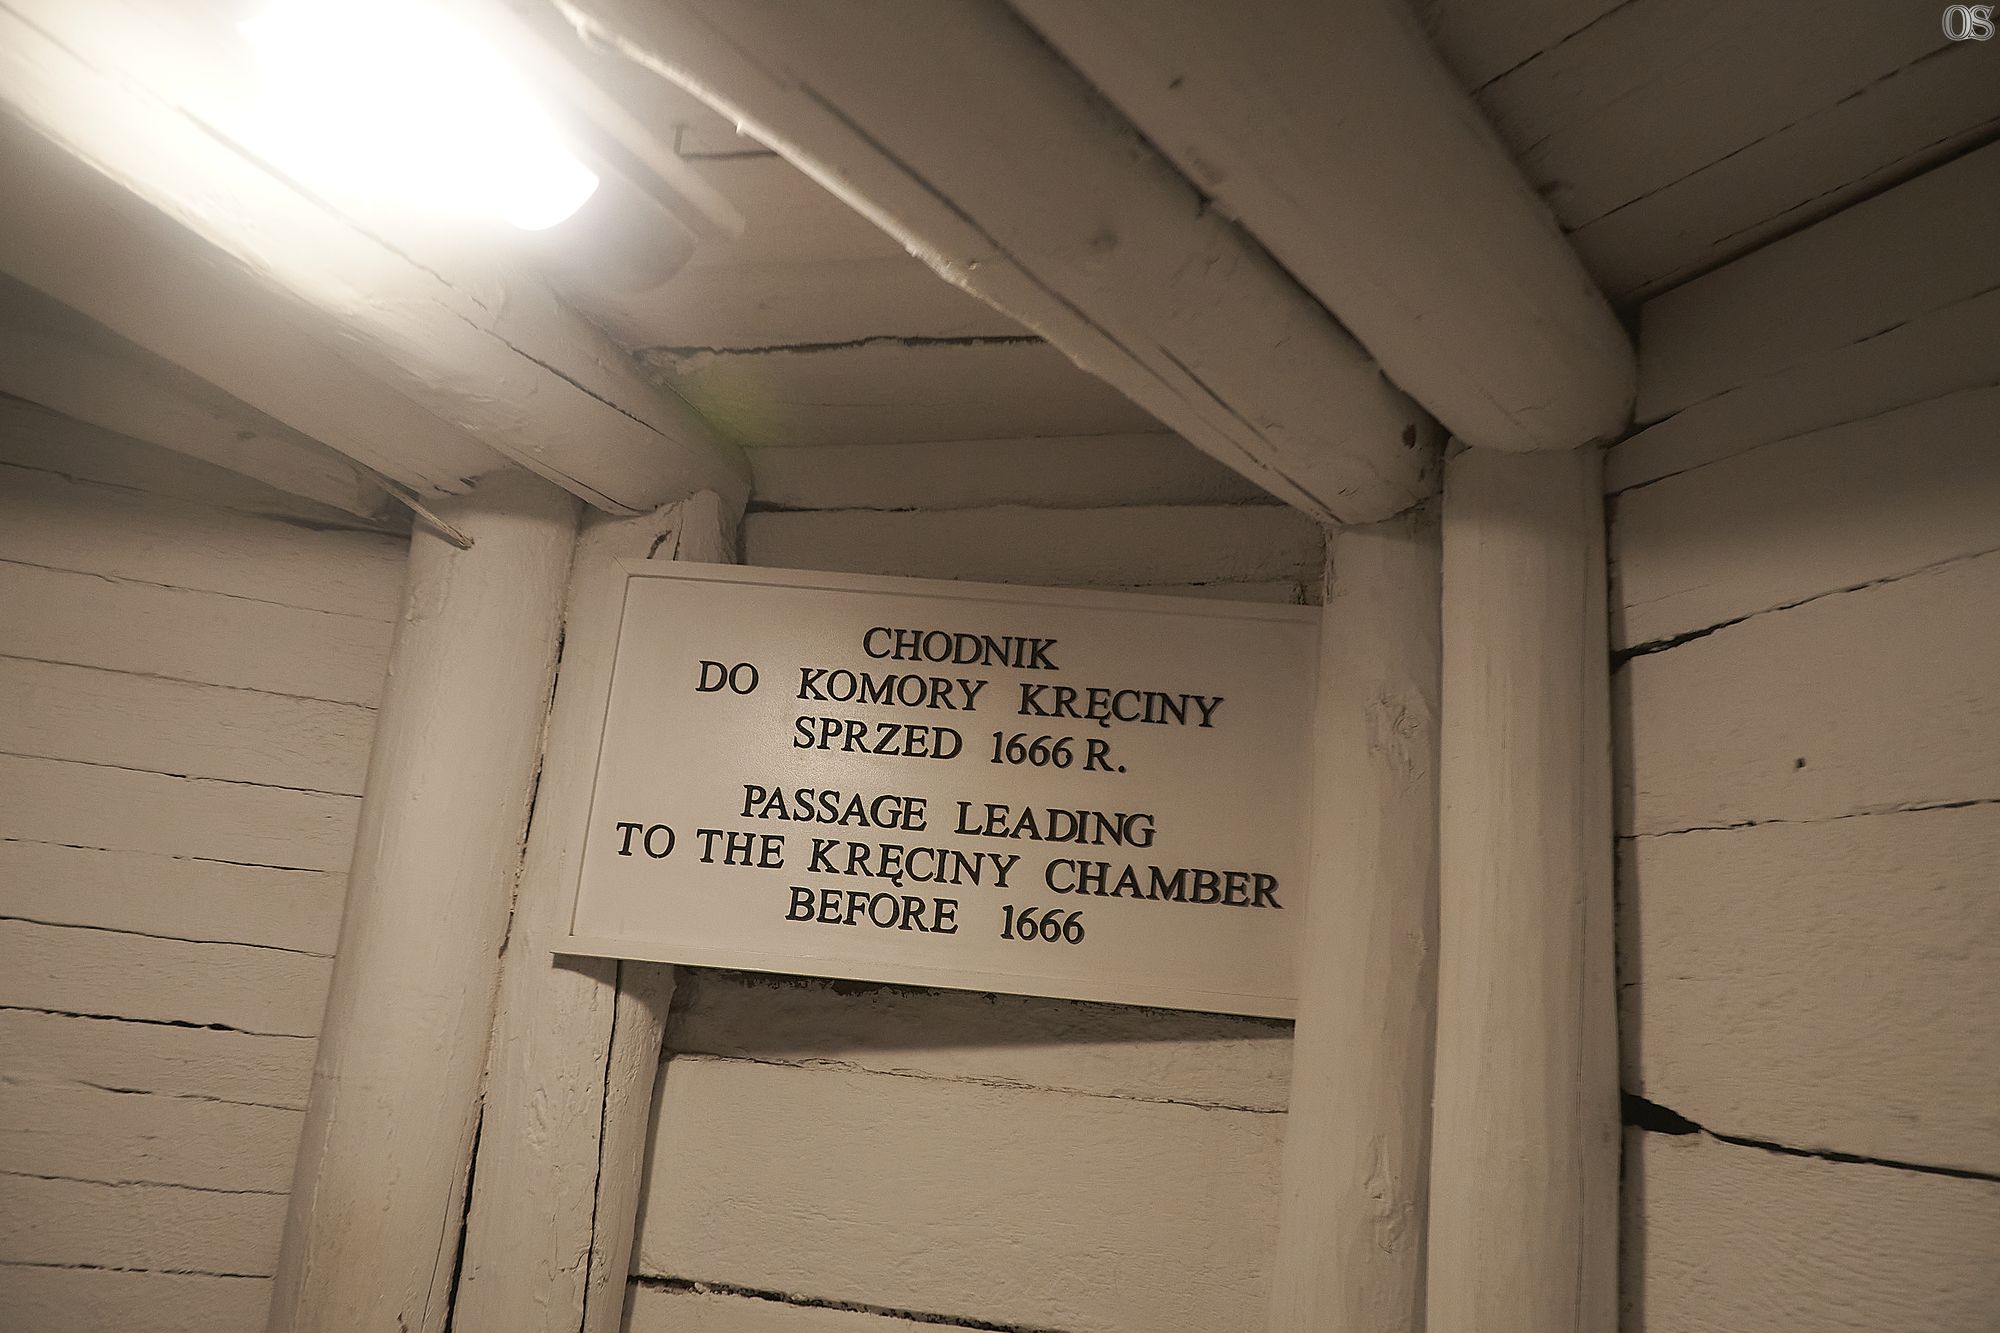 OS
CHODNIK
DO KOMORY KRĘCINY
SPRZED 1666 R.
PASSAGE LEADING
TO THE KRĘCINY CHAMBER
BEFORE 1666